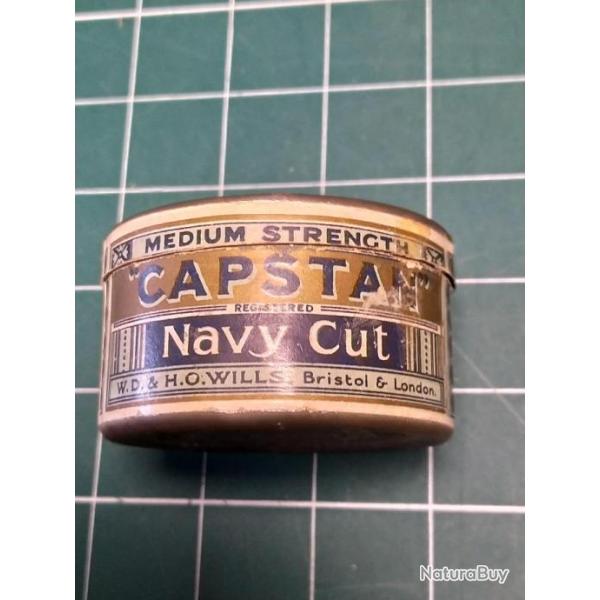 MEDIUM STRENGTH
"CAPSTAN"
REGISTERED
Navy Cut
W.D. & H.O. WILLS. Bristol & London.
NaturaBuy